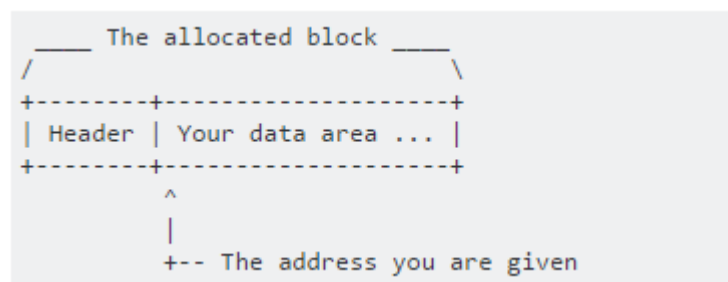 ____ The allocated block ____
/                              \
+--------+--------------------+
| Header | Your data area ... |
+--------+--------------------+
          ^
          |
          +-- The address you are given